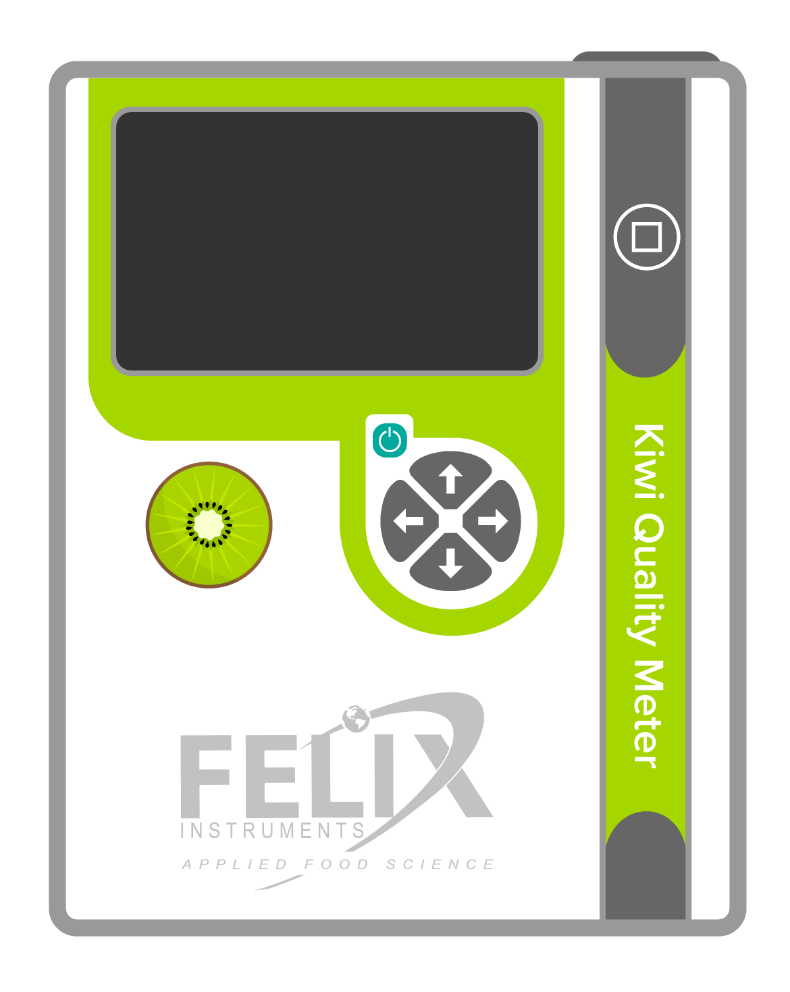 Kiwi Quality Meter
FELIX
INSTRUMENTS
APPLIED FOOD SCIENCE